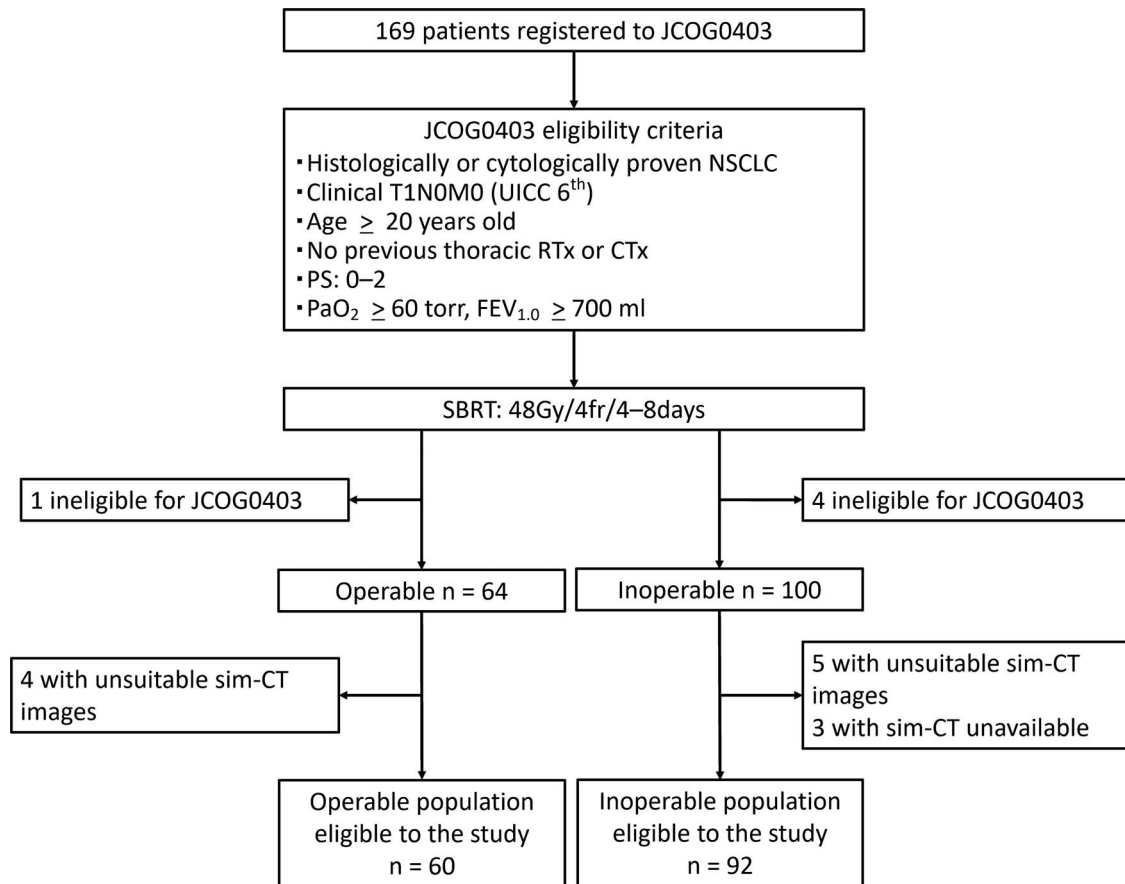 169 patients registered to JCOG0403
JCOG0403 eligibility criteria
・Histologically or cytologically proven NSCLC
・Clinical T1N0M0 (UICC 6th)
・Age ≥ 20 years old
・No previous thoracic RTx or CTx
・PS: 0–2
・PaO2 ≥ 60 torr, FEV1.0 ≥ 700 ml
SBRT: 48Gy/4fr/4–8days
1 ineligible for JCOG0403
4 ineligible for JCOG0403
Operable n = 64
Inoperable n = 100
4 with unsuitable sim-CT
images
5 with unsuitable sim-CT
images
3 with sim-CT unavailable
Operable population
eligible to the study
n = 60
Inoperable population
eligible to the study
n = 92